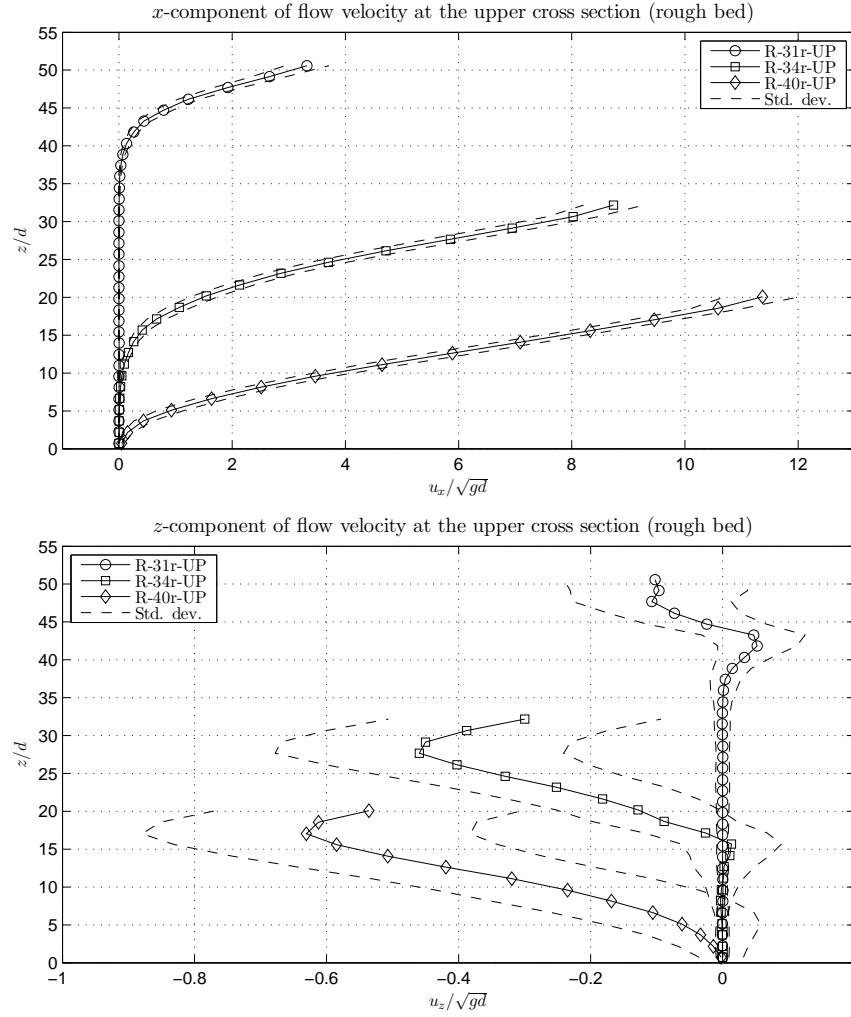 x-component of flow velocity at the upper cross section (rough bed)
55
50
45
40
35
30
25
20
15
10
5
0
z/d
R-31r-UP
R-34r-UP
R-40r-UP
Std. dev.
0 2 4 6 8 10 12
u_x/√gd
z-component of flow velocity at the upper cross section (rough bed)
55
50
45
40
35
30
25
20
15
10
5
0
z/d
R-31r-UP
R-34r-UP
R-40r-UP
Std. dev.
−1 −0.8 −0.6 −0.4 −0.2 0
u_z/√gd